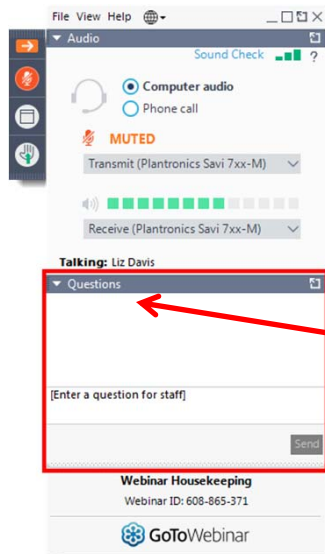 File View Help
Audio
Sound Check ?
Computer audio
Phone call
MUTED
Transmit (Plantronics Savi 7xx-M)
Receive (Plantronics Savi 7xx-M)
Talking: Liz Davis
Questions
[Enter a question for staff]
Send
Webinar Housekeeping
Webinar ID: 608-865-371
GoToWebinar